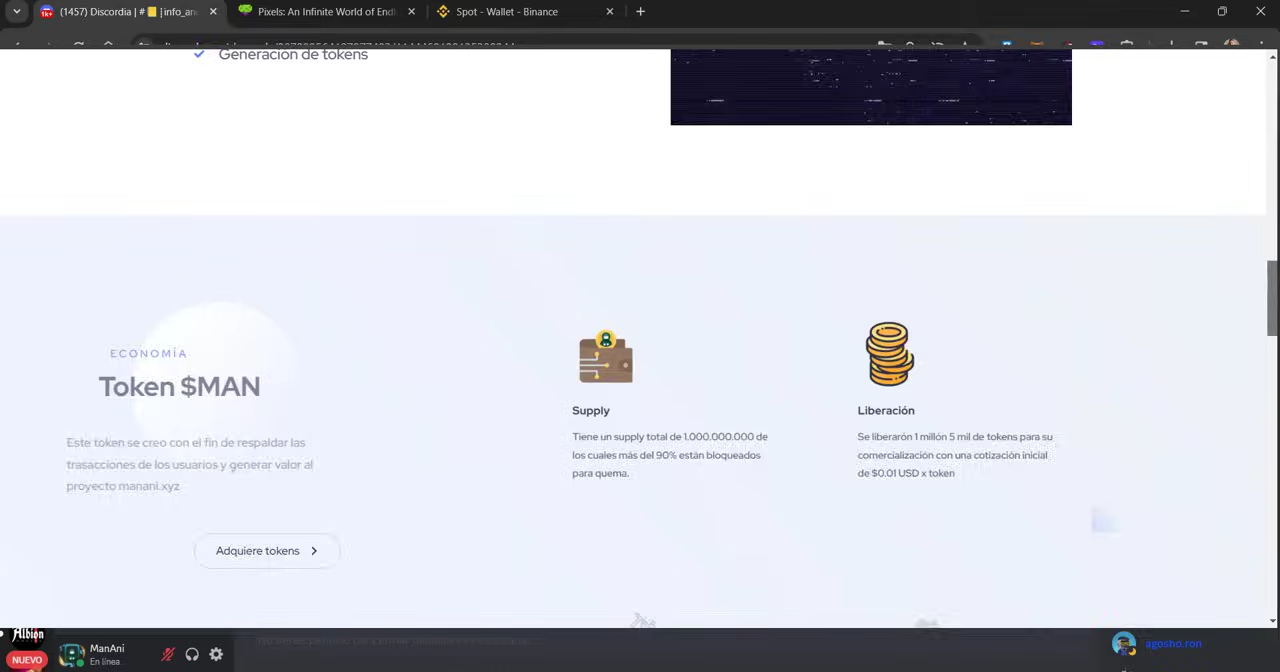 (1457) Discordia | #
info_an
Pixels: An Infinite World of End
Spot - Wallet - Binance
Generación de tokens
ECONOMÍA
Token $MAN
Este token se creo con el fin de respaldar las
trasacciones de los usuarios y generar valor al
proyecto manani.xyz
Adquiere tokens
Supply
Tiene un supply total de 1.000.000.000 de
los cuales más del 90% están bloqueados
para quema.
Liberación
Se liberarón 1 millón 5 mil de tokens para su
comercialización con una cotización inicial
de $0.01 USD x token
Albion
NUEVO
ManAni
En línea
agosho.ron